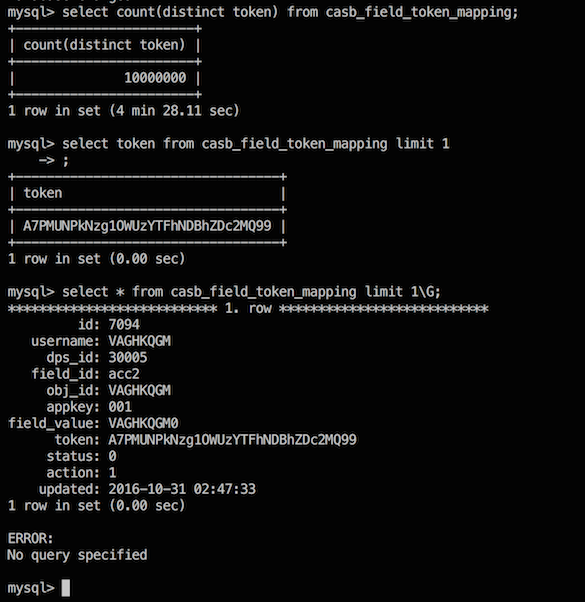 mysql> select count(distinct token) from casb_field_token_mapping;
+-----------------------+
| count(distinct token) |
+-----------------------+
|              10000000 |
+-----------------------+
1 row in set (4 min 28.11 sec)
mysql> select token from casb_field_token_mapping limit 1
    -> ;
+----------------------------------+
| token                            |
+----------------------------------+
| A7PMUNPkNzg1OWUzYTFhNDBhZDc2MQ99 |
+----------------------------------+
1 row in set (0.00 sec)
mysql> select * from casb_field_token_mapping limit 1\G;
*************************** 1. row ***************************
         id: 7094
   username: VAGHKQGM
     dps_id: 30005
   field_id: acc2
     obj_id: VAGHKQGM
     appkey: 001
field_value: VAGHKQGM0
      token: A7PMUNPkNzg1OWUzYTFhNDBhZDc2MQ99
     status: 0
     action: 1
    updated: 2016-10-31 02:47:33
1 row in set (0.00 sec)
ERROR:
No query specified
mysql>